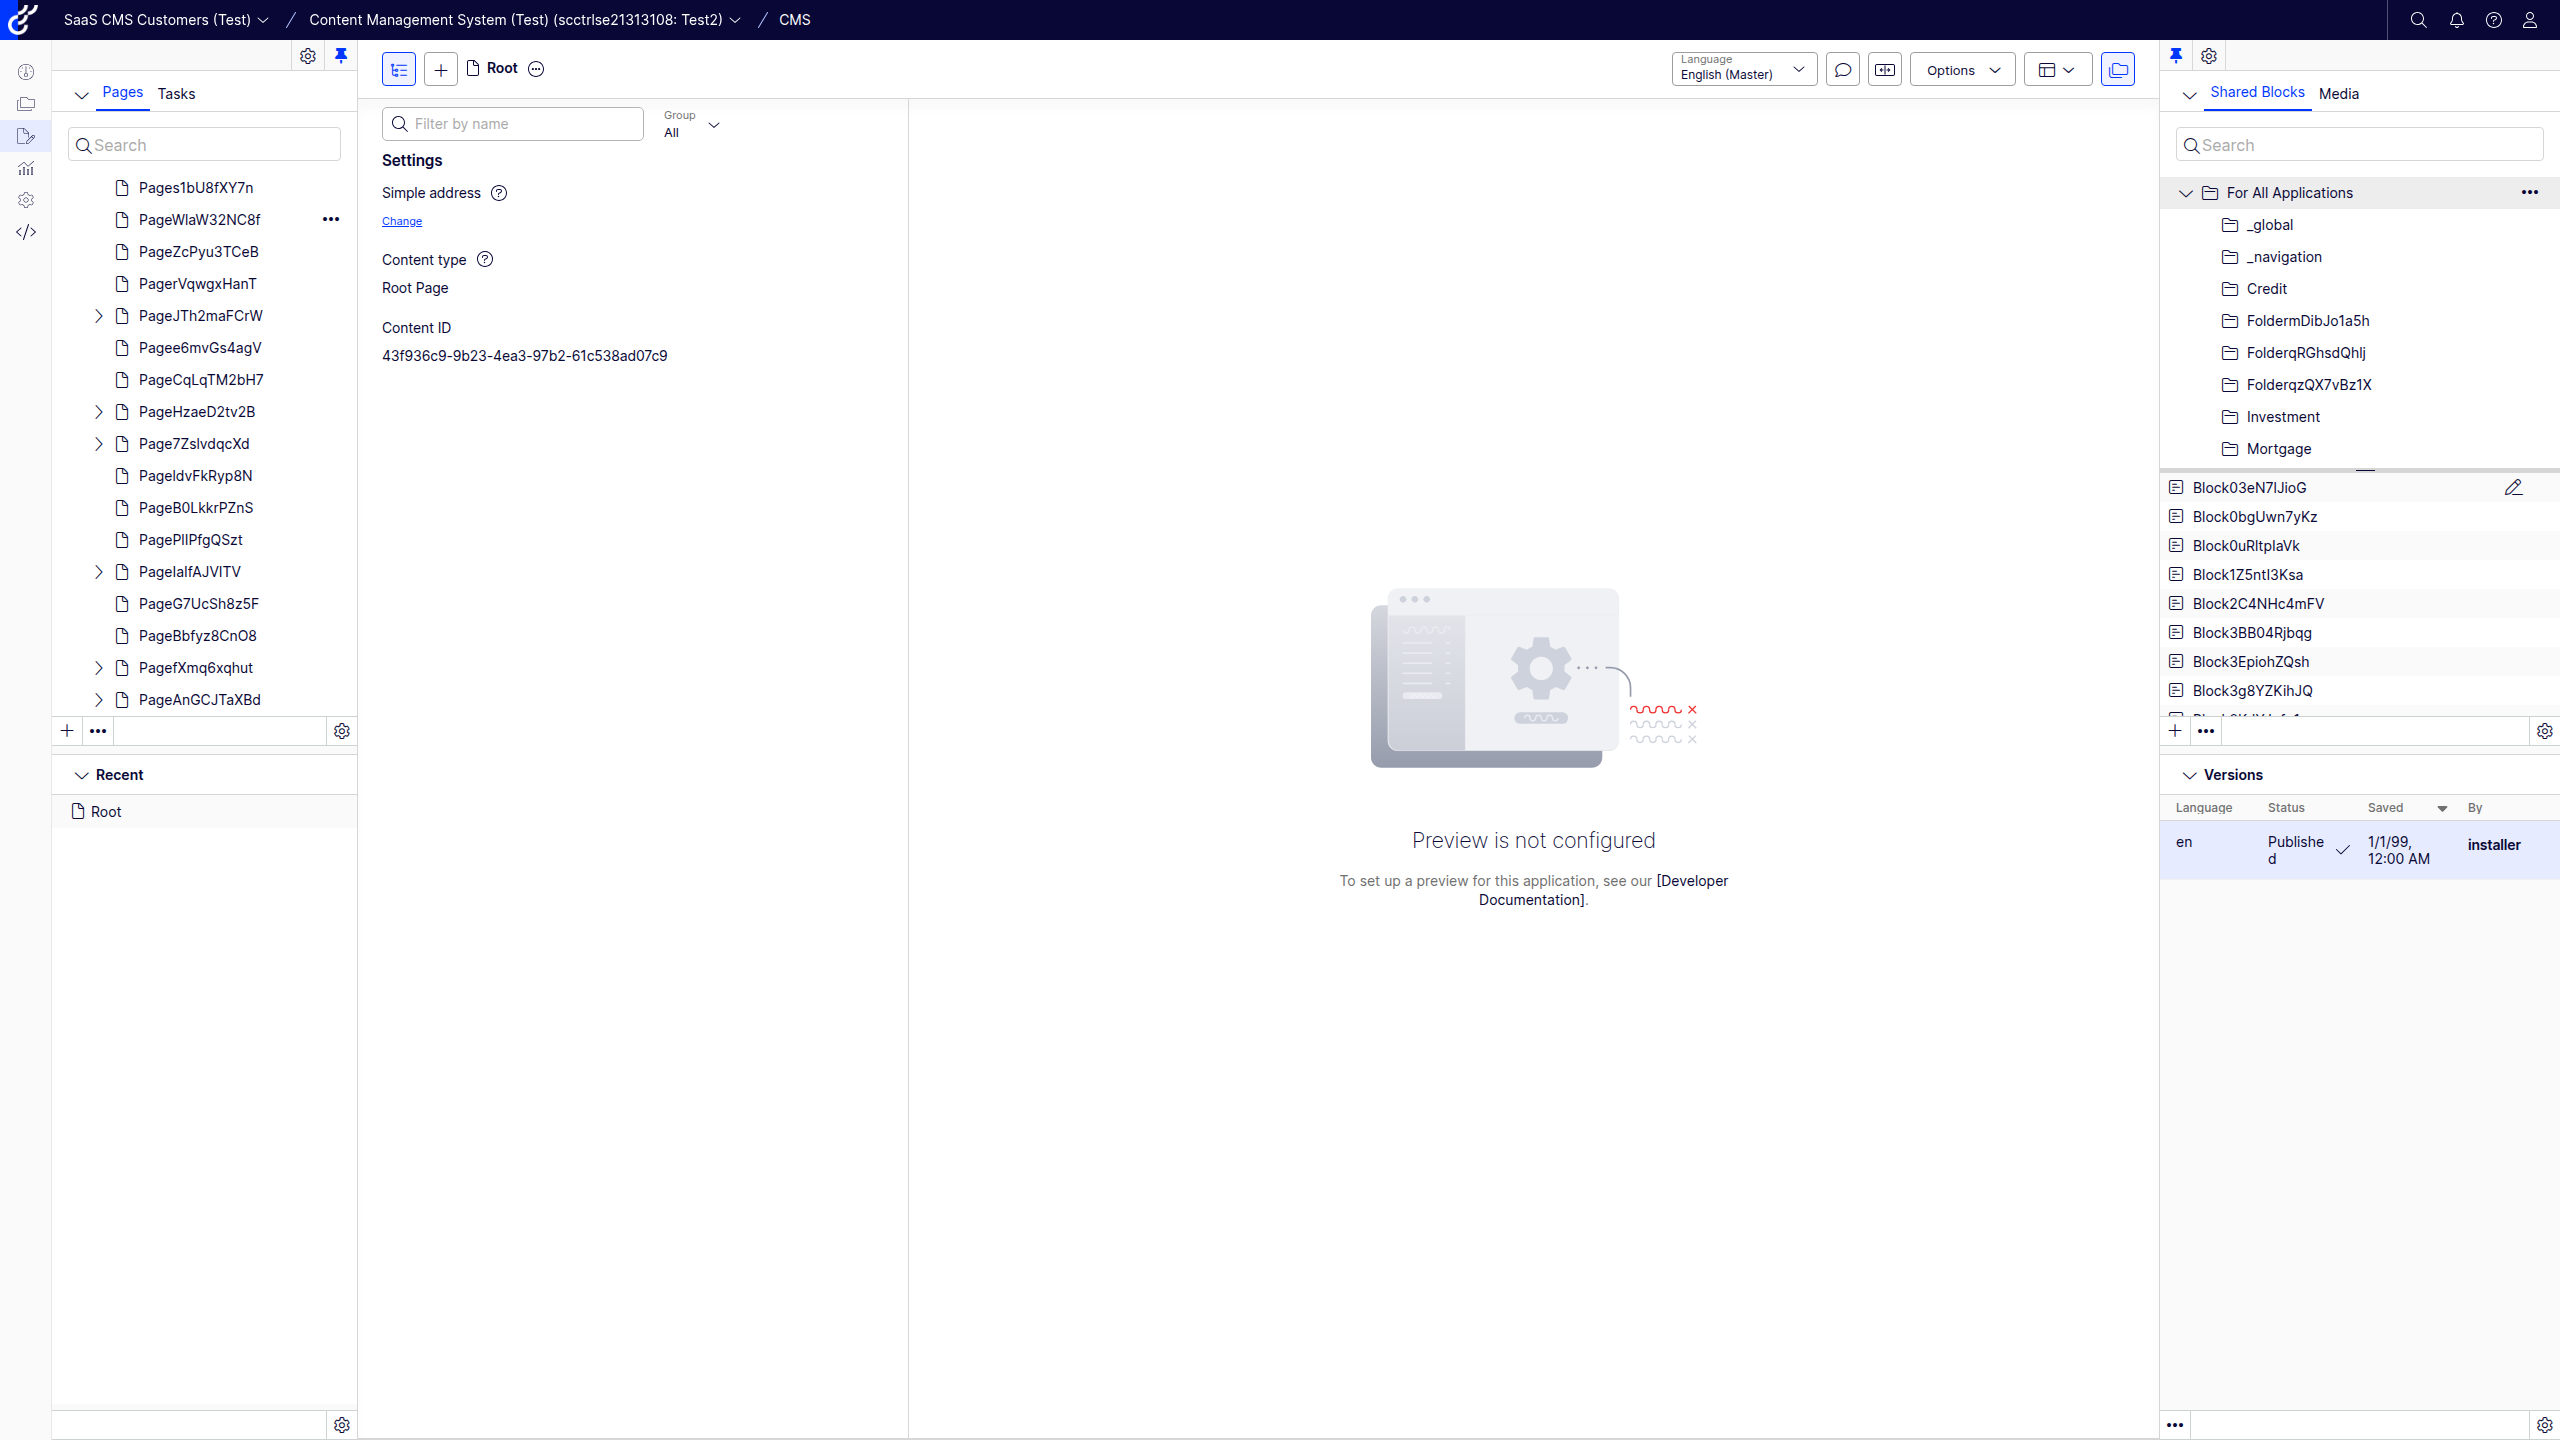 SaaS CMS Customers (Test) / Content Management System (Test) (scctrlse21313108: Test2) / CMS
Pages Tasks
Search
Pages1bU8fXY7n
PageWlaW32NC8f
PageZcPyu3TCeB
PagerVqwgxHanT
PageJTh2maFCrW
Pagee6mvGs4agV
PageCqLqTM2bH7
PageHzaeD2tv2B
Page7ZslvdqcXd
PageldvFkRyp8N
PageB0LkkrPZnS
PagePlIPfgQSzt
PageIaIfAJVITV
PageG7UcSh8z5F
PageBbfyz8CnO8
PagefXmq6xqhut
PageAnGCJTaXBd
Recent
Root
Root
Language
English (Master)
Options
Filter by name
Group
All
Settings
Simple address
Change
Content type
Root Page
Content ID
43f936c9-9b23-4ea3-97b2-61c538ad07c9
Preview is not configured
To set up a preview for this application, see our [Developer
Documentation].
Shared Blocks Media
Search
For All Applications
_global
_navigation
Credit
FoldermDibJo1a5h
FolderqRGhsdQhlj
FolderqzQX7vBz1X
Investment
Mortgage
Block03eN7lJioG
Block0bgUwn7yKz
Block0uRltplaVk
Block1Z5ntI3Ksa
Block2C4NHc4mFV
Block3BB04Rjbqg
Block3EpiohZQsh
Block3g8YZKihJQ
Versions
Language Status Saved By
en Publishe
d 1/1/99,
12:00 AM installer